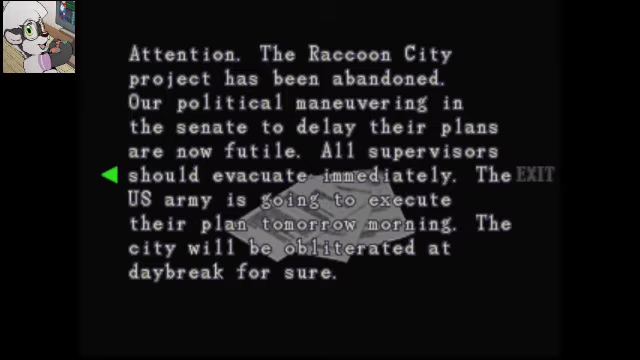 Attention. The Raccoon City
project has been abandoned.
Our political maneuvering in
the senate to delay their plans
are now futile. All supervisors
should evacuate immediately. The
EXIT
US army is going to execute
their plan tomorrow morning. The
city will be obliterated at
daybreak for sure.